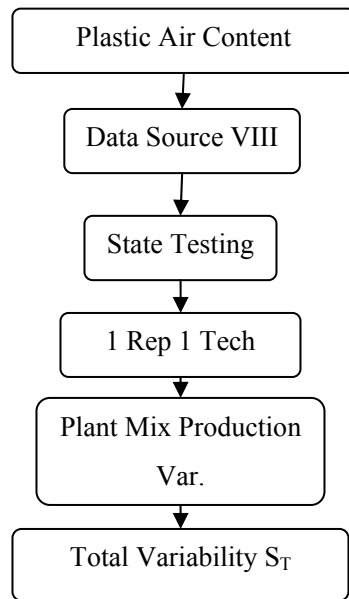 Plastic Air Content
Data Source VIII
State Testing
1 Rep 1 Tech
Plant Mix Production
Var.
Total Variability S_T